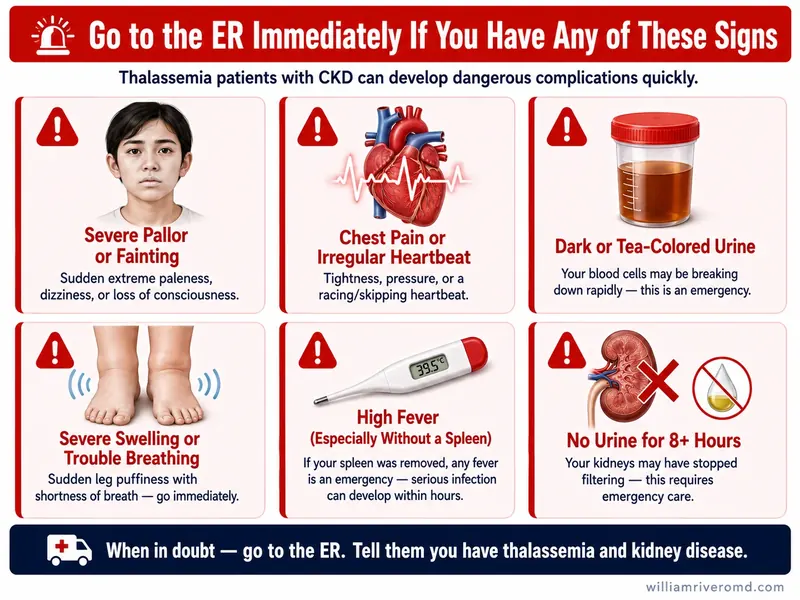 Go to the ER Immediately If You Have Any of These Signs
Thalassemia patients with CKD can develop dangerous complications quickly.
Severe Pallor
or Fainting
Sudden extreme paleness,
dizziness, or loss of consciousness.
Chest Pain or
Irregular Heartbeat
Tightness, pressure, or a
racing/skipping heartbeat.
Dark or Tea-Colored Urine
Your blood cells may be breaking
down rapidly — this is an emergency.
Severe Swelling or
Trouble Breathing
Sudden leg puffiness with
shortness of breath — go immediately.
39.5°C
High Fever
(Especially Without a Spleen)
If your spleen was removed, any fever
is an emergency — serious infection
can develop within hours.
No Urine for 8+ Hours
Your kidneys may have stopped
filtering — this requires
emergency care.
When in doubt — go to the ER. Tell them you have thalassemia and kidney disease.
williamriveromd.com